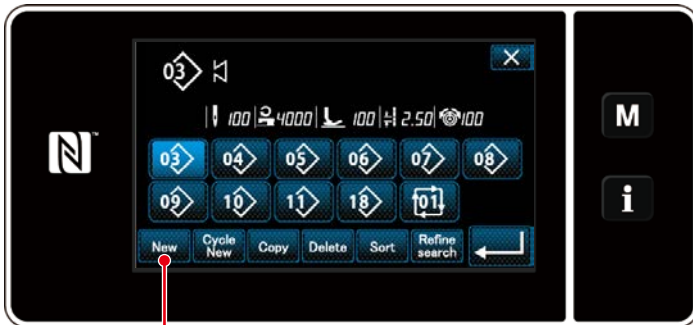 03
100 4000 100 2.50 100
M
03 04 05 06 07 08
i
09 10 11 18 01
New Cycle New Copy Delete Sort Refine search
N